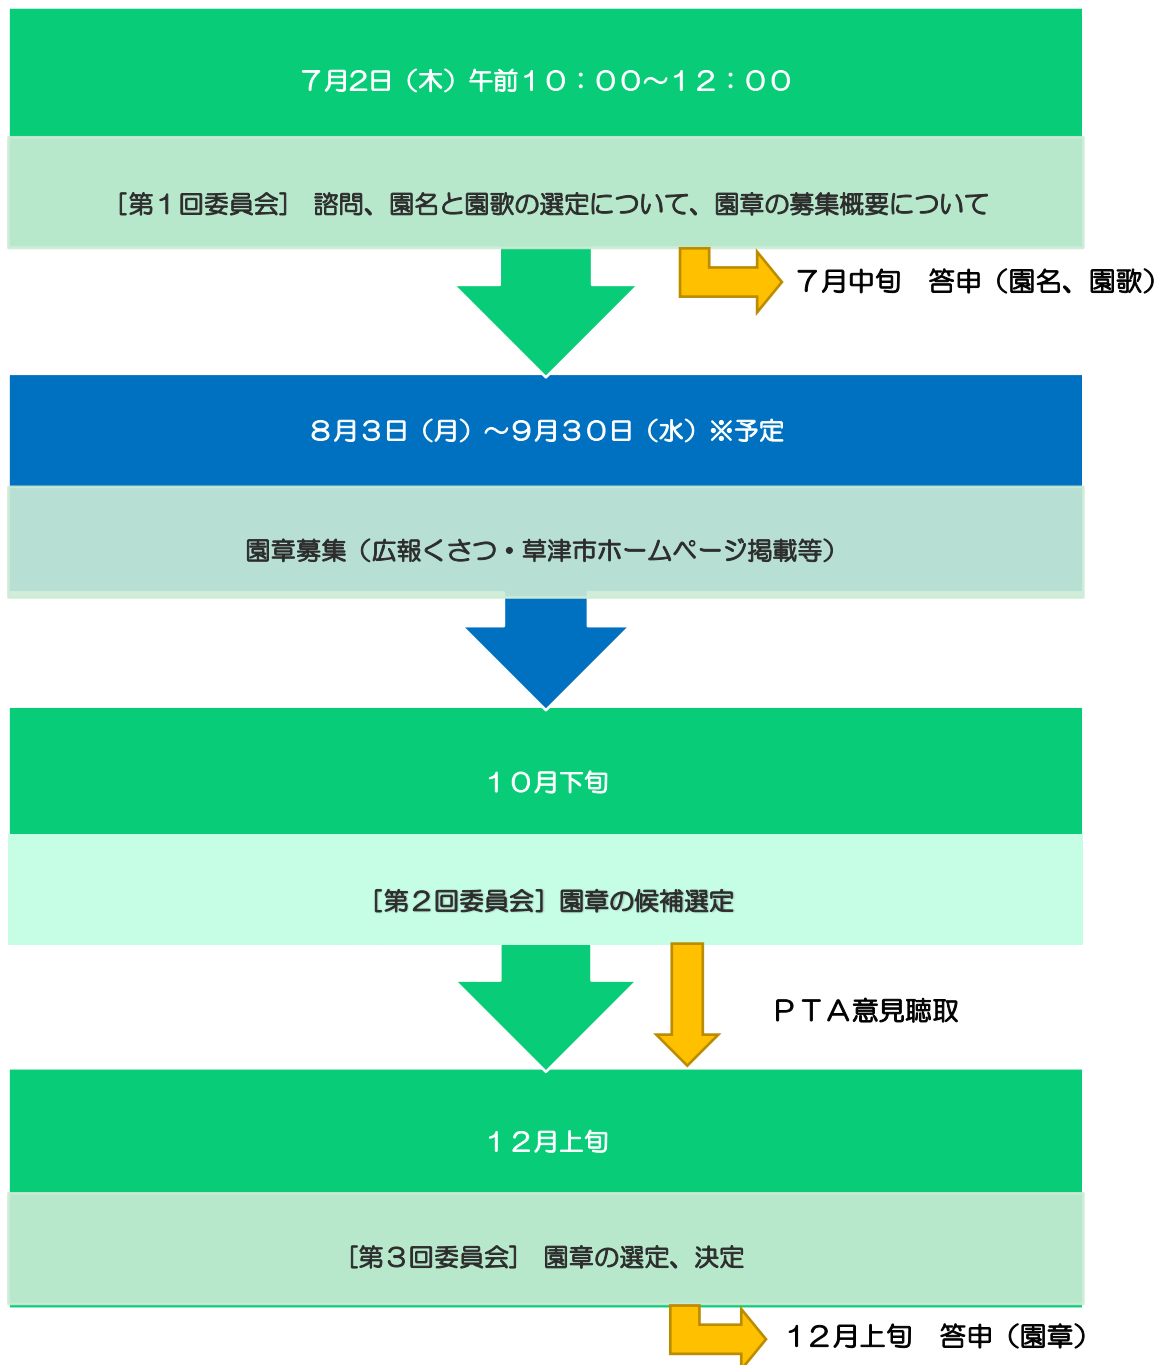 ７月2日（木）午前１０：００～１２：００
［第１回委員会］　諮問、園名と園歌の選定について、園章の募集概要について
７月中旬　答申（園名、園歌）
８月３日（月）～９月３０日（水）※予定
園章募集（広報くさつ・草津市ホームページ掲載等）
１０月下旬
［第２回委員会］園章の候補選定
ＰＴＡ意見聴取
１２月上旬
［第３回委員会］　園章の選定、決定
１２月上旬　答申（園章）